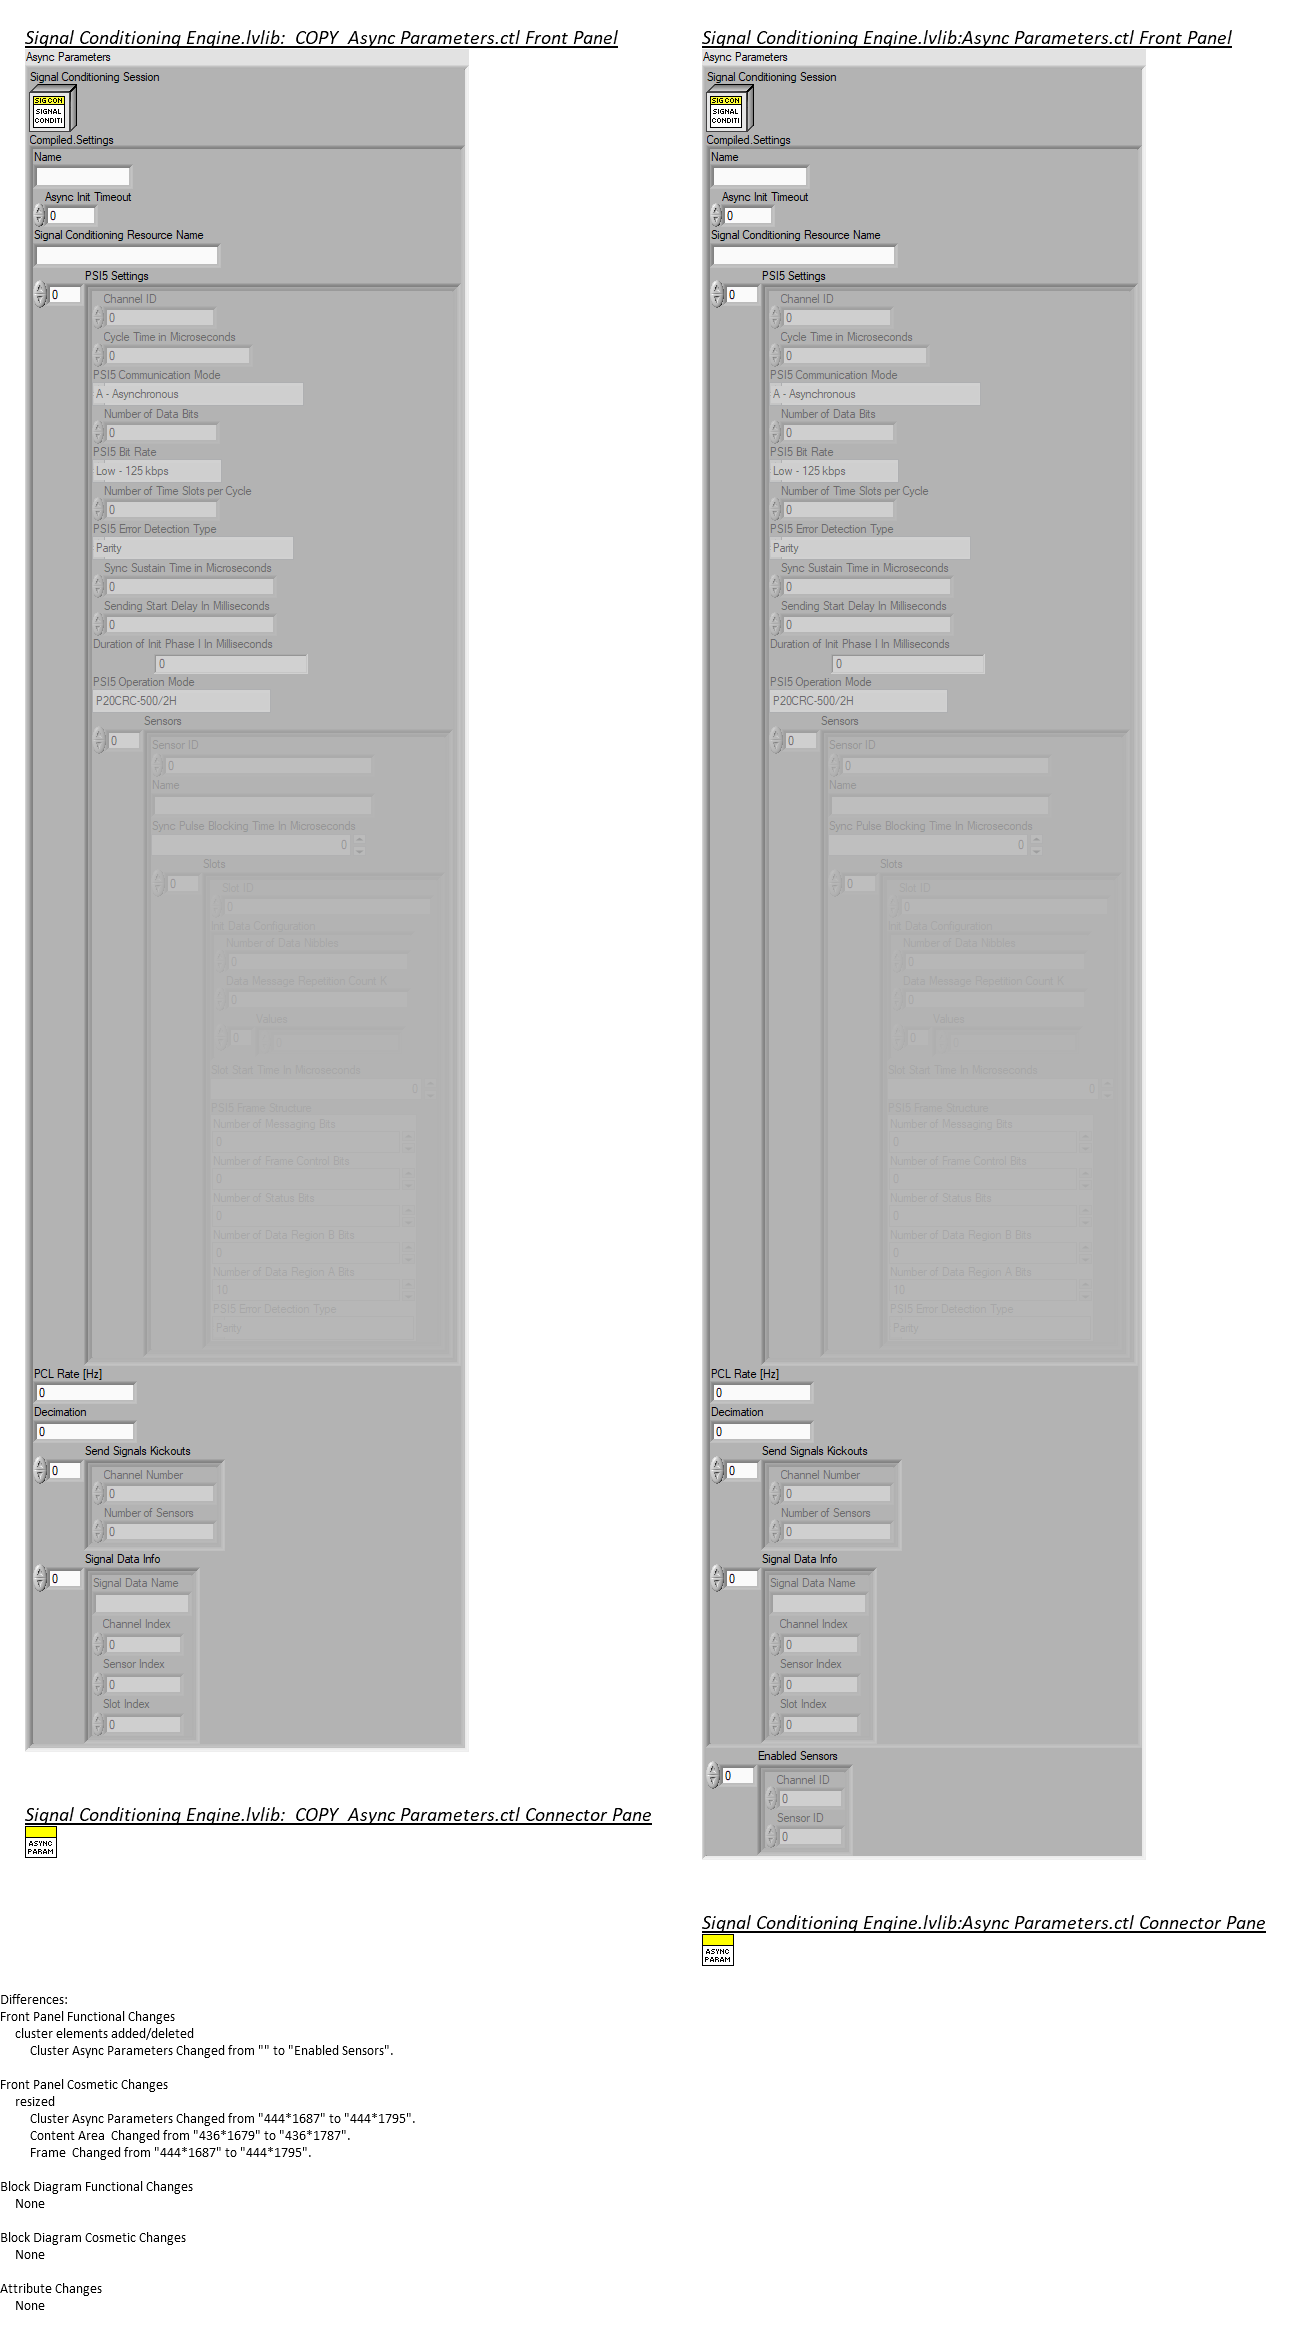 Signal Conditioning Engine.lvlib:_COPY_Async Parameters.ctl Front Panel
Async Parameters
Signal Conditioning Session
SIG CON
SIGNAL
CONDITI
Compiled.Settings
Name
Async Init Timeout
0
Signal Conditioning Resource Name
PSI5 Settings
0
Channel ID
0
Cycle Time in Microseconds
0
PSI5 Communication Mode
A - Asynchronous
Number of Data Bits
0
PSI5 Bit Rate
Low - 125 kbps
Number of Time Slots per Cycle
0
PSI5 Error Detection Type
Parity
Sync Sustain Time in Microseconds
0
Sending Start Delay In Milliseconds
0
Duration of Init Phase I In Milliseconds
0
PSI5 Operation Mode
P20CRC-500/2H
Sensors
0
Sensor ID
0
Name
Sync Pulse Blocking Time In Microseconds
0
Slots
0
Slot ID
0
Init Data Configuration
Number of Data Nibbles
0
Data Message Repetition Count K
0
Values
0
Slot Start Time In Microseconds
0
PSI5 Frame Structure
Number of Messaging Bits
0
Number of Frame Control Bits
0
Number of Status Bits
0
Number of Data Region B Bits
0
Number of Data Region A Bits
10
PSI5 Error Detection Type
Parity
PCL Rate [Hz]
0
Decimation
0
Send Signals Kickouts
0
Channel Number
0
Number of Sensors
0
Signal Data Info
0
Signal Data Name
Channel Index
0
Sensor Index
0
Slot Index
0
Signal Conditioning Engine.lvlib:_COPY_Async Parameters.ctl Connector Pane
ASYNC
PARAM
Signal Conditioning Engine.lvlib:Async Parameters.ctl Front Panel
Async Parameters
Signal Conditioning Session
SIG CON
SIGNAL
CONDITI
Compiled.Settings
Name
Async Init Timeout
0
Signal Conditioning Resource Name
PSI5 Settings
0
Channel ID
0
Cycle Time in Microseconds
0
PSI5 Communication Mode
A - Asynchronous
Number of Data Bits
0
PSI5 Bit Rate
Low - 125 kbps
Number of Time Slots per Cycle
0
PSI5 Error Detection Type
Parity
Sync Sustain Time in Microseconds
0
Sending Start Delay In Milliseconds
0
Duration of Init Phase I In Milliseconds
0
PSI5 Operation Mode
P20CRC-500/2H
Sensors
0
Sensor ID
0
Name
Sync Pulse Blocking Time In Microseconds
0
Slots
0
Slot ID
0
Init Data Configuration
Number of Data Nibbles
0
Data Message Repetition Count K
0
Values
0
Slot Start Time In Microseconds
0
PSI5 Frame Structure
Number of Messaging Bits
0
Number of Frame Control Bits
0
Number of Status Bits
0
Number of Data Region B Bits
0
Number of Data Region A Bits
10
PSI5 Error Detection Type
Parity
PCL Rate [Hz]
0
Decimation
0
Send Signals Kickouts
0
Channel Number
0
Number of Sensors
0
Signal Data Info
0
Signal Data Name
Channel Index
0
Sensor Index
0
Slot Index
0
Enabled Sensors
0
Channel ID
0
Sensor ID
0
Signal Conditioning Engine.lvlib:Async Parameters.ctl Connector Pane
ASYNC
PARAM
Differences:
Front Panel Functional Changes
cluster elements added/deleted
Cluster Async Parameters Changed from "" to "Enabled Sensors".
Front Panel Cosmetic Changes
resized
Cluster Async Parameters Changed from "444*1687" to "444*1795".
Content Area  Changed from "436*1679" to "436*1787".
Frame  Changed from "444*1687" to "444*1795".
Block Diagram Functional Changes
None
Block Diagram Cosmetic Changes
None
Attribute Changes
None